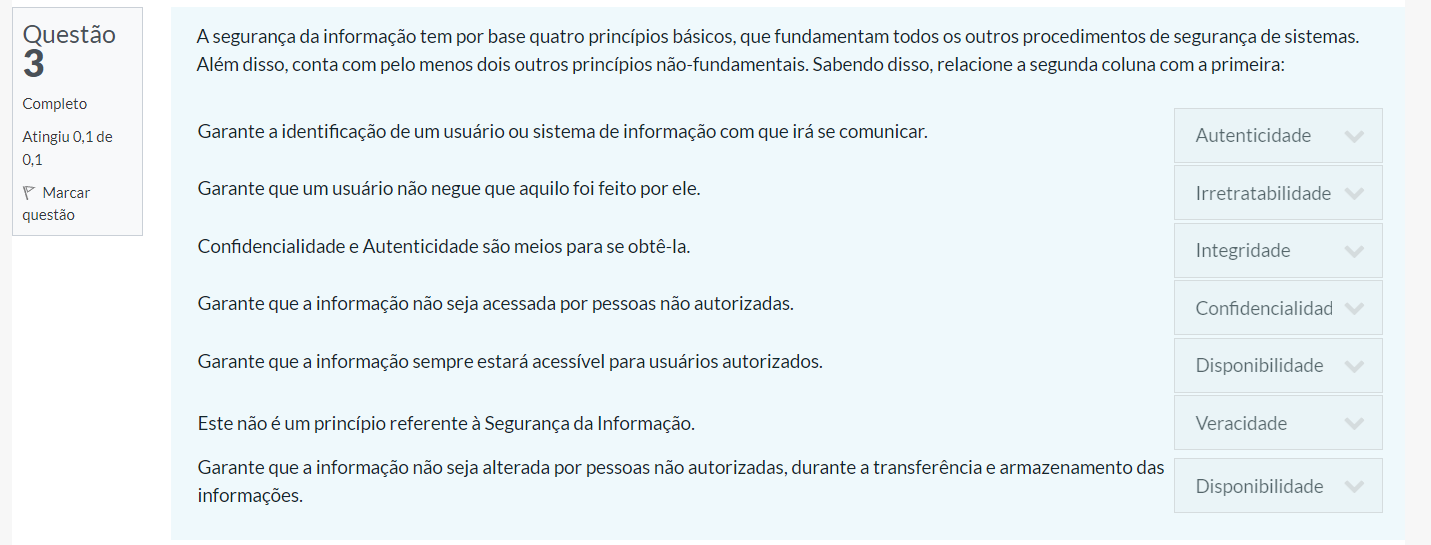 Questão
3
Completo
Atingiu 0,1 de
0,1
Marcar
questão
A segurança da informação tem por base quatro princípios básicos, que fundamentam todos os outros procedimentos de segurança de sistemas.
Além disso, conta com pelo menos dois outros princípios não-fundamentais. Sabendo disso, relacione a segunda coluna com a primeira:
Garante a identificação de um usuário ou sistema de informação com que irá se comunicar.
Autenticidade
Garante que um usuário não negue que aquilo foi feito por ele.
Irretratabilidade
Confidencialidade e Autenticidade são meios para se obtê-la.
Integridade
Garante que a informação não seja acessada por pessoas não autorizadas.
Confidencialidad
Garante que a informação sempre estará acessível para usuários autorizados.
Disponibilidade
Este não é um princípio referente à Segurança da Informação.
Veracidade
Garante que a informação não seja alterada por pessoas não autorizadas, durante a transferência e armazenamento das
informações.
Disponibilidade